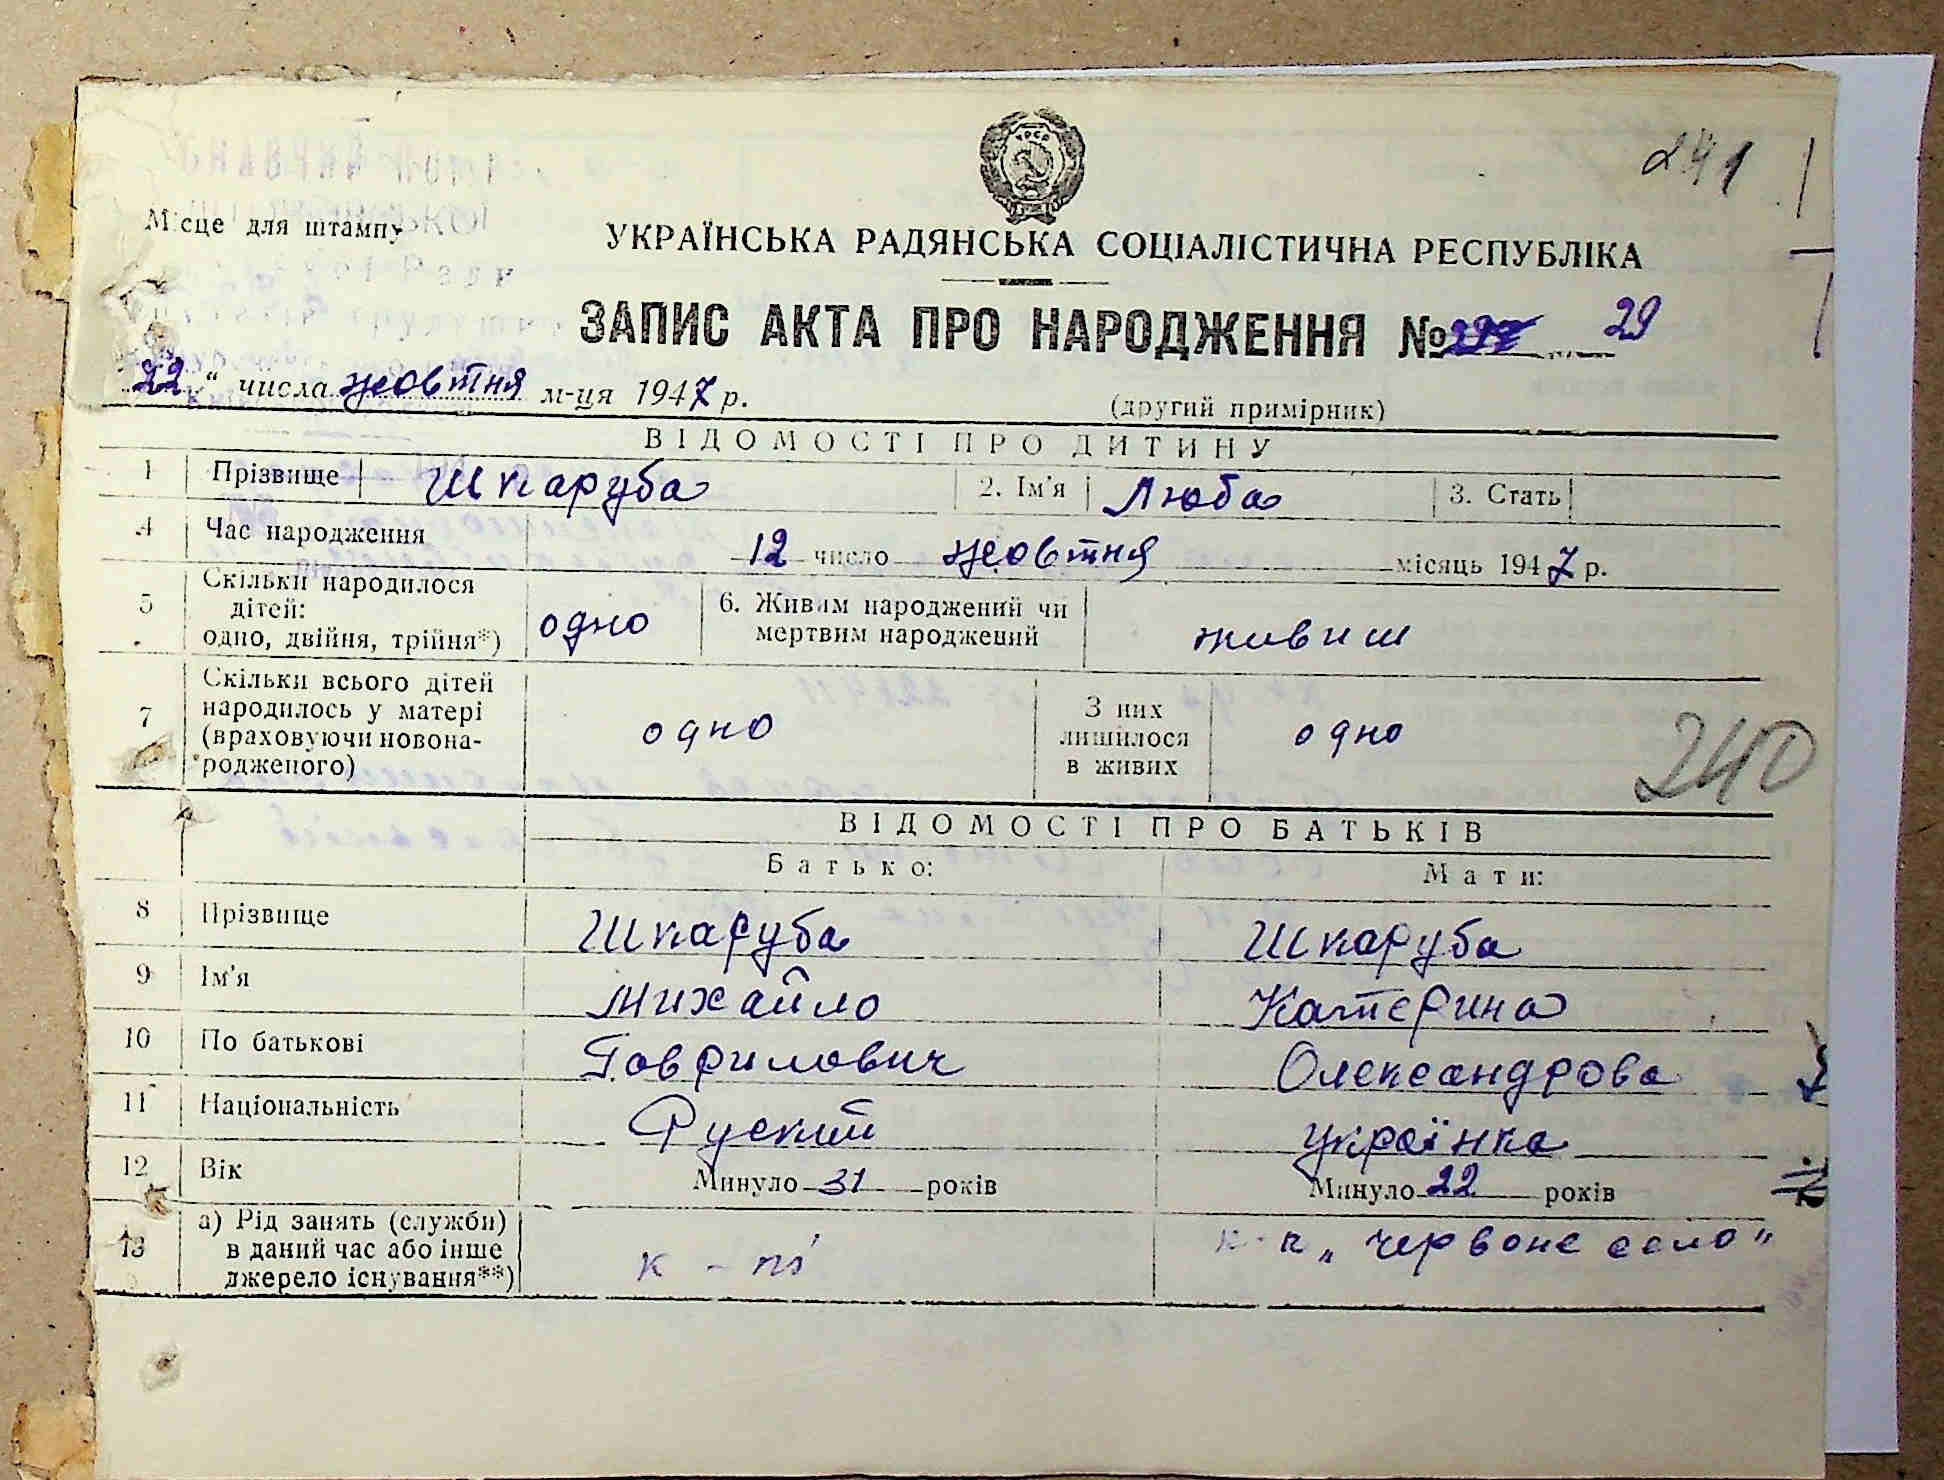 241
Місце для штампу
УКРАЇНСЬКА РАДЯНСЬКА СОЦІАЛІСТИЧНА РЕСПУБЛІКА
ЗАПИС АКТА ПРО НАРОДЖЕННЯ № 29
22 " числа жовтня м-ця 1947 р.
(другий примірник)
ВІДОМОСТІ ПРО ДИТИНУ
1 Прізвище Шпаруба 2. Ім'я Люба 3. Стать
4 Час народження 12 число жовтня місяць 1947 р.
5 Скільки народилося дітей: одно, двійня, трійня*) одно 6. Живим народжений чи мертвим народжений живиш
7 Скільки всього дітей народилось у матері (враховуючи новонародженого) одно З них лишилося в живих одно
240
ВІДОМОСТІ ПРО БАТЬКІВ
Батько: Мати:
8 Прізвище Шпаруба Шпаруба
9 Ім'я Михайло Катерина
10 По батькові Гаврилович Олександрова
11 Національність Руский українка
12 Вік Минуло 31 років Минуло 22 років
13 а) Рід занять (служби) в даний час або інше джерело існування**) к-п к-п „червоне село"